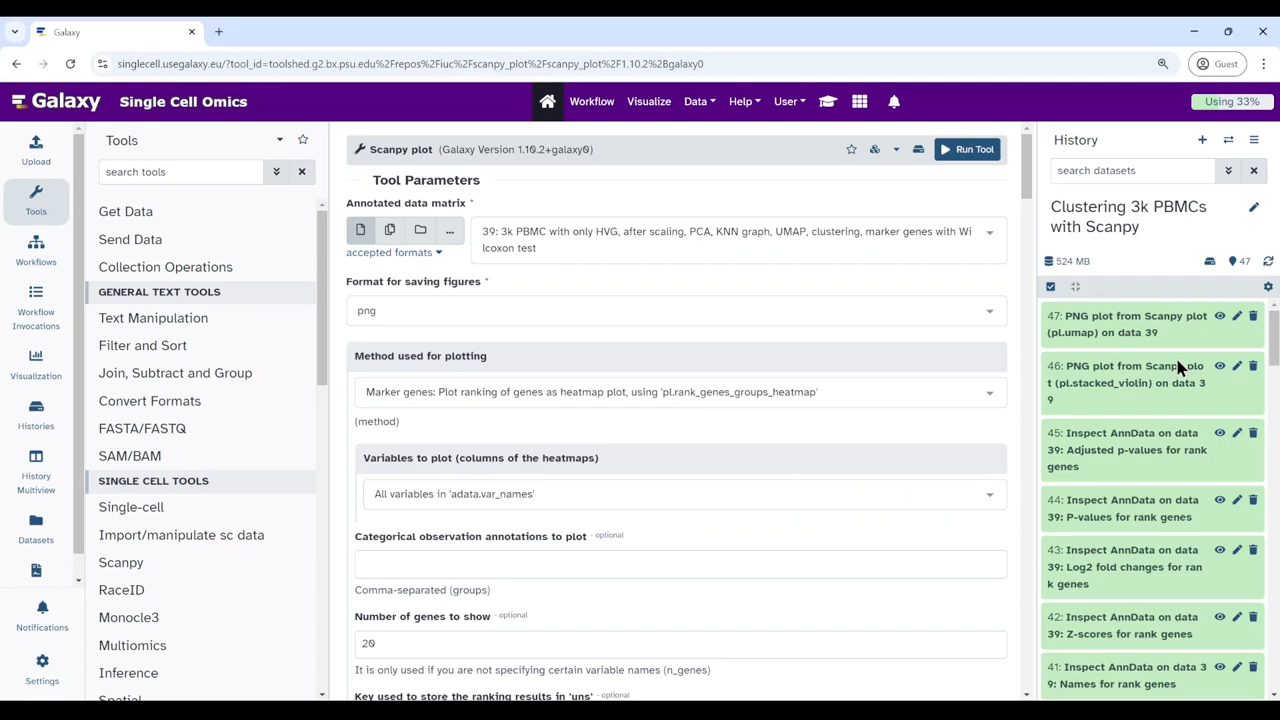 Galaxy
singlecell.usegalaxy.eu/?tool_id=toolshed.g2.bx.psu.edu%2Frepos%2Fiuc%2Fscanpy_plot%2Fscanpy_plot%2F1.10.2%2Bgalaxy0
Guest
Galaxy
Single Cell Omics
Workflow
Visualize
Data
Help
User
Using 33%
Upload
Tools
Workflows
Workflow
Invocations
Visualization
Histories
History
Multiview
Datasets
Notifications
Settings
Tools
search tools
Get Data
Send Data
Collection Operations
GENERAL TEXT TOOLS
Text Manipulation
Filter and Sort
Join, Subtract and Group
Convert Formats
FASTA/FASTQ
SAM/BAM
SINGLE CELL TOOLS
Single-cell
Import/manipulate sc data
Scanpy
RaceID
Monocle3
Multiomics
Inference
Spatial
Scanpy plot (Galaxy Version 1.10.2+galaxy0)
Run Tool
Tool Parameters
Annotated data matrix *
39: 3k PBMC with only HVG, after scaling, PCA, KNN graph, UMAP, clustering, marker genes with Wi
lcoxon test
accepted formats
Format for saving figures *
png
Method used for plotting
Marker genes: Plot ranking of genes as heatmap plot, using 'pl.rank_genes_groups_heatmap'
(method)
Variables to plot (columns of the heatmaps)
All variables in 'adata.var_names'
Categorical observation annotations to plot - optional
Comma-separated (groups)
Number of genes to show - optional
20
It is only used if you are not specifying certain variable names (n_genes)
Key used to store the ranking results in 'uns' - optional
History
search datasets
Clustering 3k PBMCs
with Scanpy
524 MB
47
47: PNG plot from Scanpy plot
(pl.umap) on data 39
46: PNG plot from Scanpy plo
t (pl.stacked_violin) on data 3
9
45: Inspect AnnData on data
39: Adjusted p-values for rank
genes
44: Inspect AnnData on data
39: P-values for rank genes
43: Inspect AnnData on data
39: Log2 fold changes for ran
k genes
42: Inspect AnnData on data
39: Z-scores for rank genes
41: Inspect AnnData on data 3
9: Names for rank genes